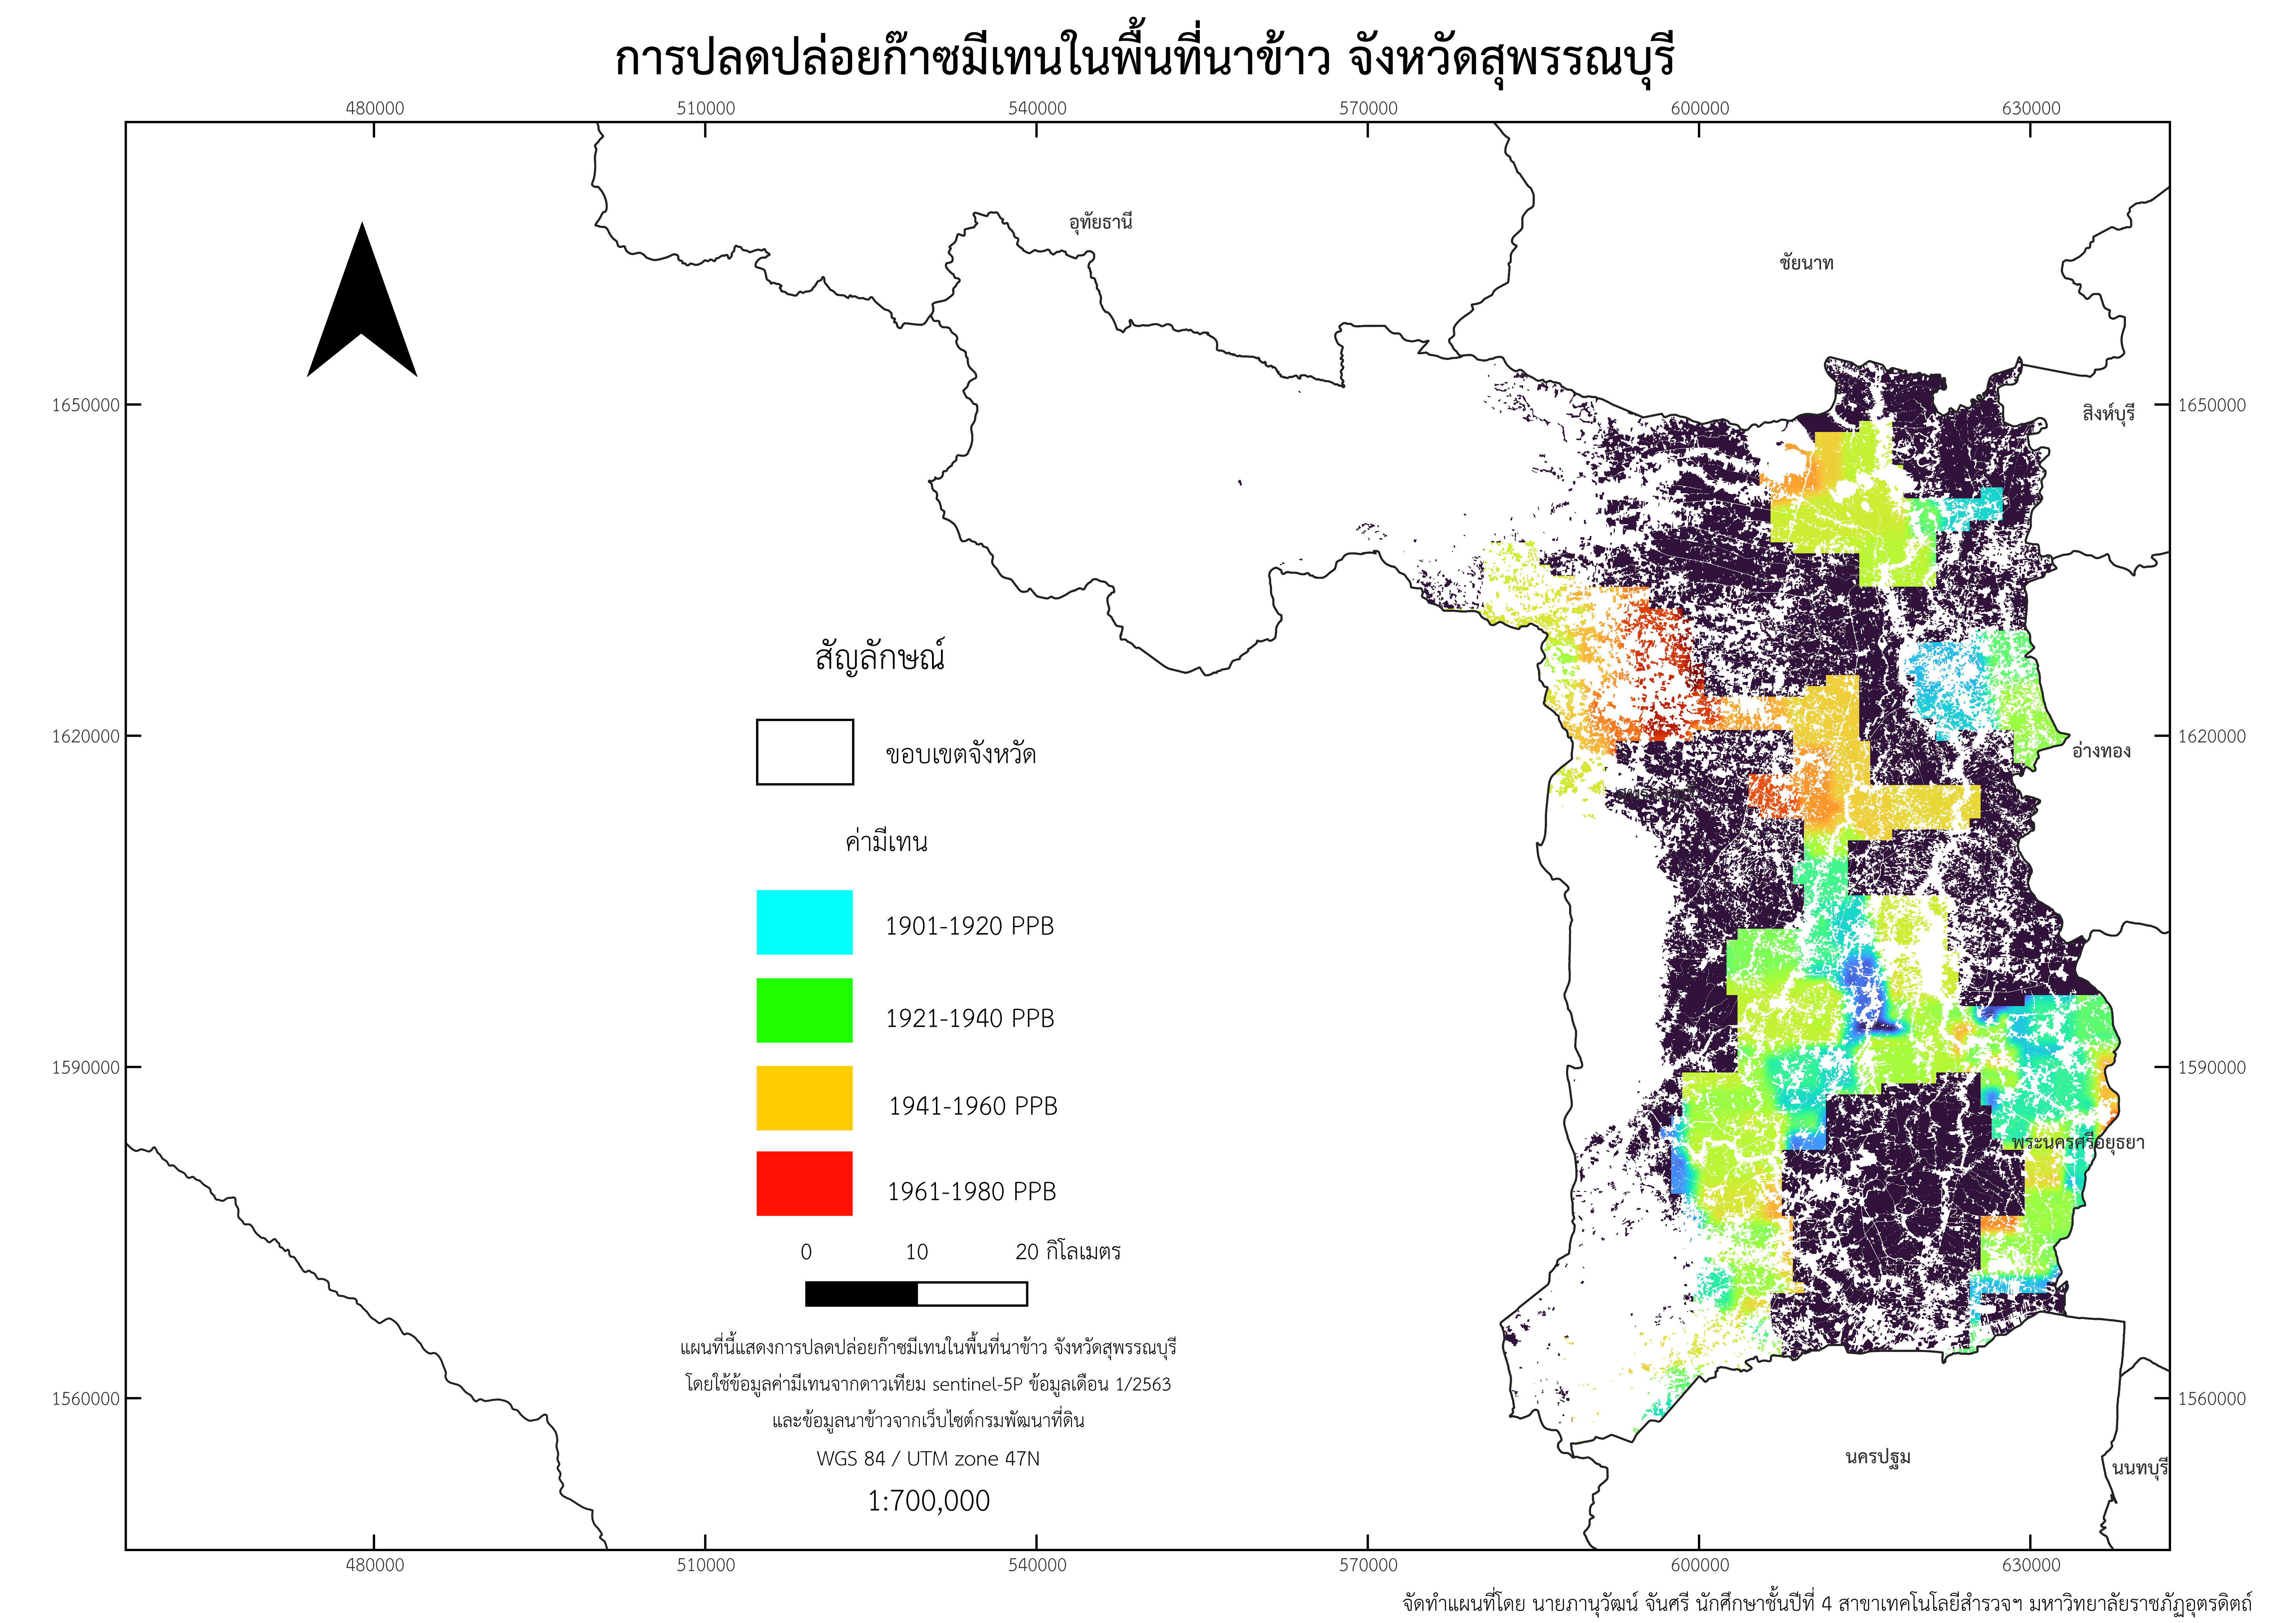 การปลดปล่อยก๊าซมีเทนในพื้นที่นาข้าว จังหวัดสุพรรณบุรี
480000 510000 540000 570000 600000 630000
อุทัยธานี
ชัยนาท
1650000 1650000
สิงห์บุรี
สัญลักษณ์
1620000 1620000
ขอบเขตจังหวัด
อ่างทอง
ค่ามีเทน
1901-1920 PPB
1921-1940 PPB
1590000 1590000
1941-1960 PPB
พระนครศรีอยุธยา
1961-1980 PPB
0 10 20 กิโลเมตร
แผนที่นี้แสดงการปลดปล่อยก๊าซมีเทนในพื้นที่นาข้าว จังหวัดสุพรรณบุรี
โดยใช้ข้อมูลค่ามีเทนจากดาวเทียม sentinel-5P ข้อมูลเดือน 1/2563
1560000 1560000
และข้อมูลนาข้าวจากเว็บไซต์กรมพัฒนาที่ดิน
WGS 84 / UTM zone 47N
นครปฐม
นนทบุรี
1:700,000
480000 510000 540000 570000 600000 630000
จัดทำแผนที่โดย นายภานุวัฒน์ จันศรี นักศึกษาชั้นปีที่ 4 สาขาเทคโนโลยีสำรวจฯ มหาวิทยาลัยราชภัฏอุตรดิตถ์